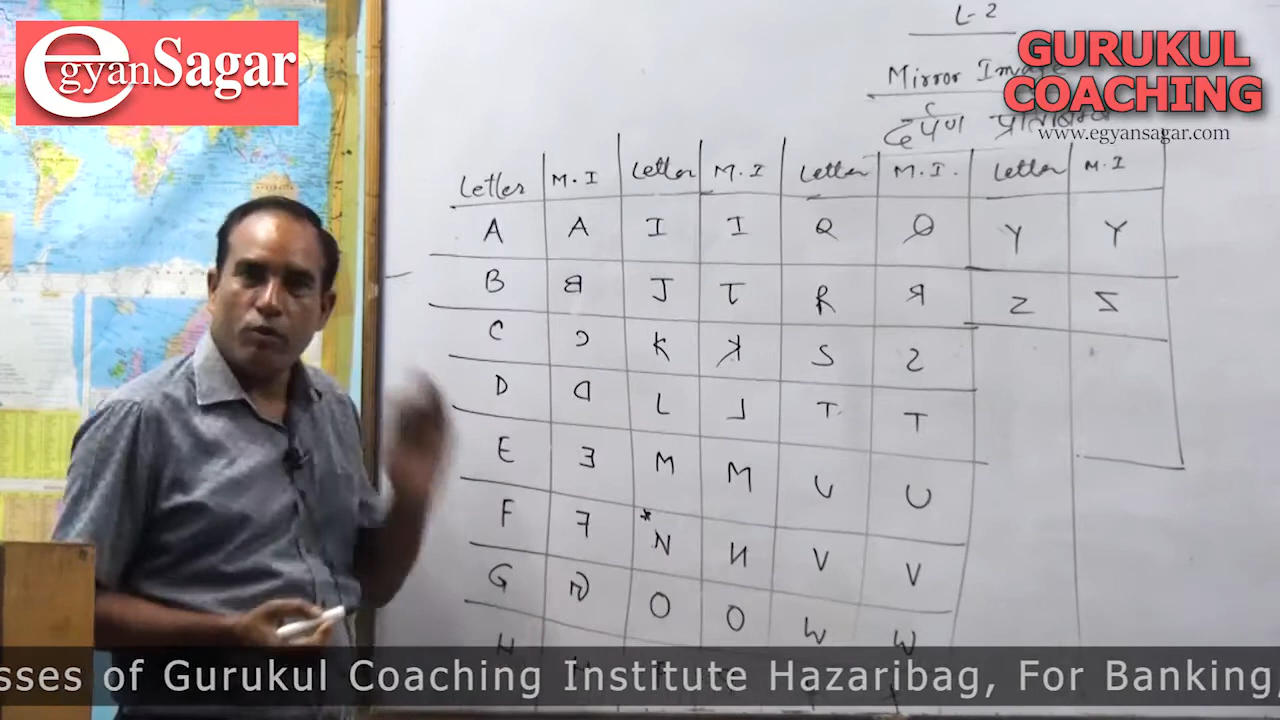 egyanSagar
L-2
GURUKUL
COACHING
Mirror Image
दर्पण प्रतिबिम्ब
www.egyansagar.com
Letter M.I Letter M.I Letter M.I. Letter M.I
A A I I Q Ọ Y Y
B ᗺ J Ⴑ R Я Z Ƹ
C Ɔ K ꓘ S Ƨ
D ᗡ L ⅃ T T
E Ǝ M M U U
F ꟻ * N И V V
G O O W W
H H
sses of Gurukul Coaching Institute Hazaribag, For Banking,